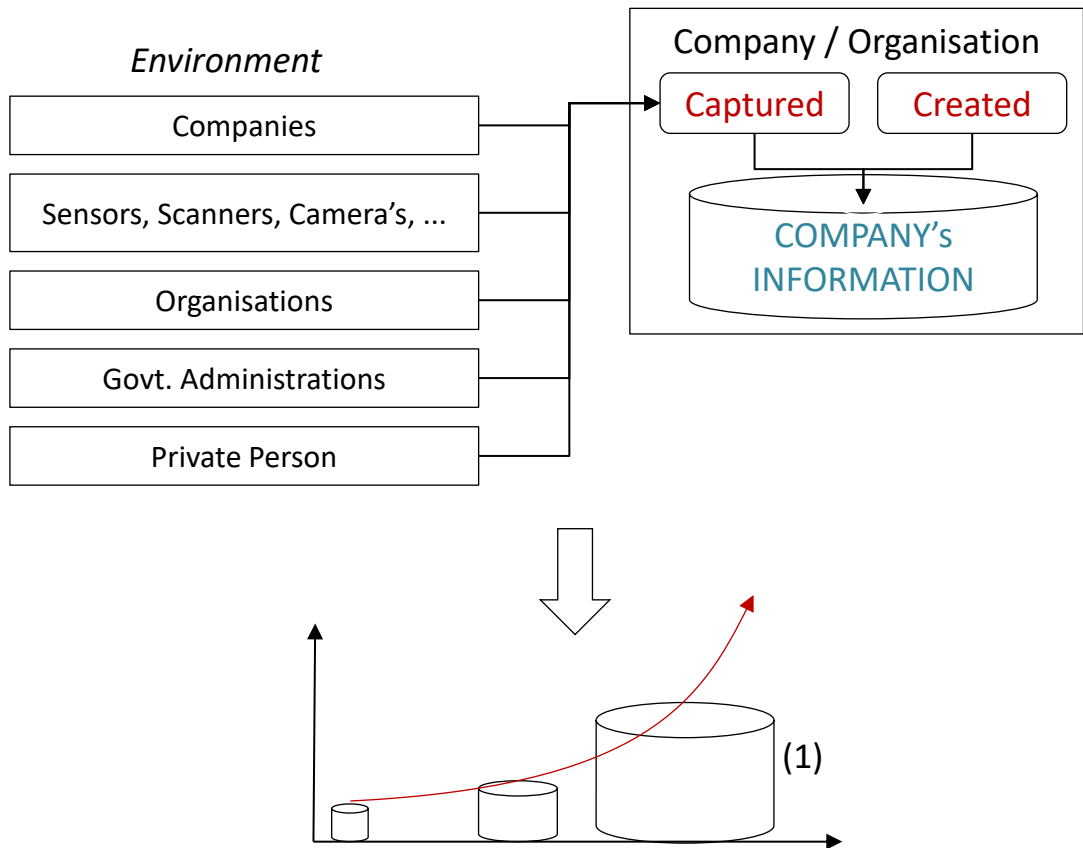 Environment
Companies
Sensors, Scanners, Camera's, ...
Organisations
Govt. Administrations
Private Person
Company / Organisation
Captured
Created
COMPANY's
INFORMATION
(1)